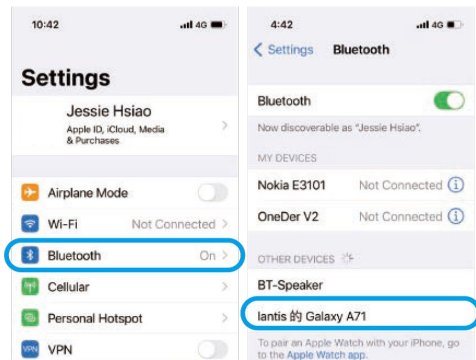 10:42
4G
Settings
Jessie Hsiao
Apple ID, iCloud, Media
& Purchases
Airplane Mode
Wi-Fi Not Connected
Bluetooth On
Cellular
Personal Hotspot
VPN VPN
4:42
4G
Settings Bluetooth
Bluetooth
Now discoverable as "Jessie Hsiao".
MY DEVICES
Nokia E3101 Not Connected
OneDer V2 Not Connected
OTHER DEVICES
BT-Speaker
lantis 的 Galaxy A71
To pair an Apple Watch with your iPhone, go
to the Apple Watch app.